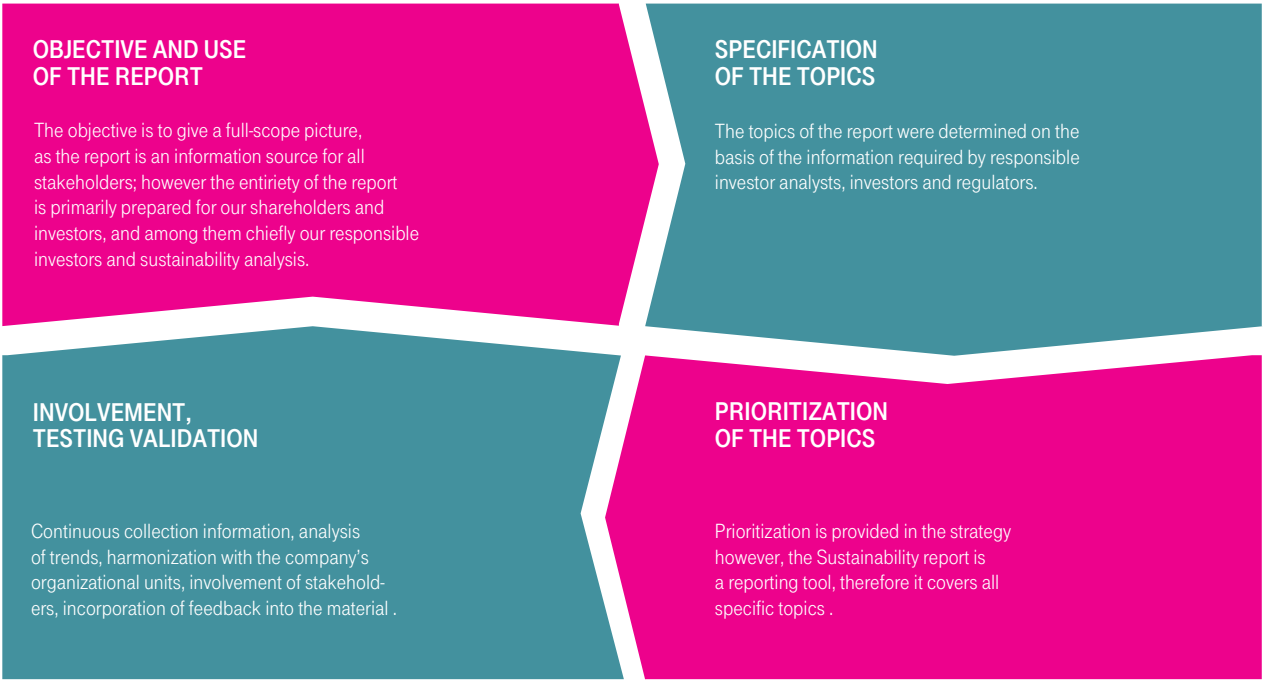 OBJECTIVE AND USE
OF THE REPORT
The objective is to give a full-scope picture,
as the report is an information source for all
stakeholders; however the entiriety of the report
is primarily prepared for our shareholders and
investors, and among them chiefly our responsible
investors and sustainability analysis.
SPECIFICATION
OF THE TOPICS
The topics of the report were determined on the
basis of the information required by responsible
investor analysts, investors and regulators.
INVOLVEMENT,
TESTING VALIDATION
Continuous collection information, analysis
of trends, harmonization with the company's
organizational units, involvement of stakehold-
ers, incorporation of feedback into the material .
PRIORITIZATION
OF THE TOPICS
Prioritization is provided in the strategy
however, the Sustainability report is
a reporting tool, therefore it covers all
specific topics .